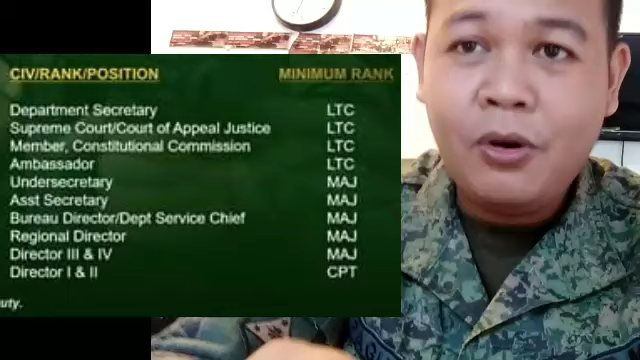 CIV/RANK/POSITION MINIMUM RANK
Department Secretary LTC
Supreme Court/Court of Appeal Justice LTC
Member, Constitutional Commission LTC
Ambassador LTC
Undersecretary MAJ
Asst Secretary MAJ
Bureau Director/Dept Service Chief MAJ
Regional Director MAJ
Director III & IV MAJ
Director I & II CPT